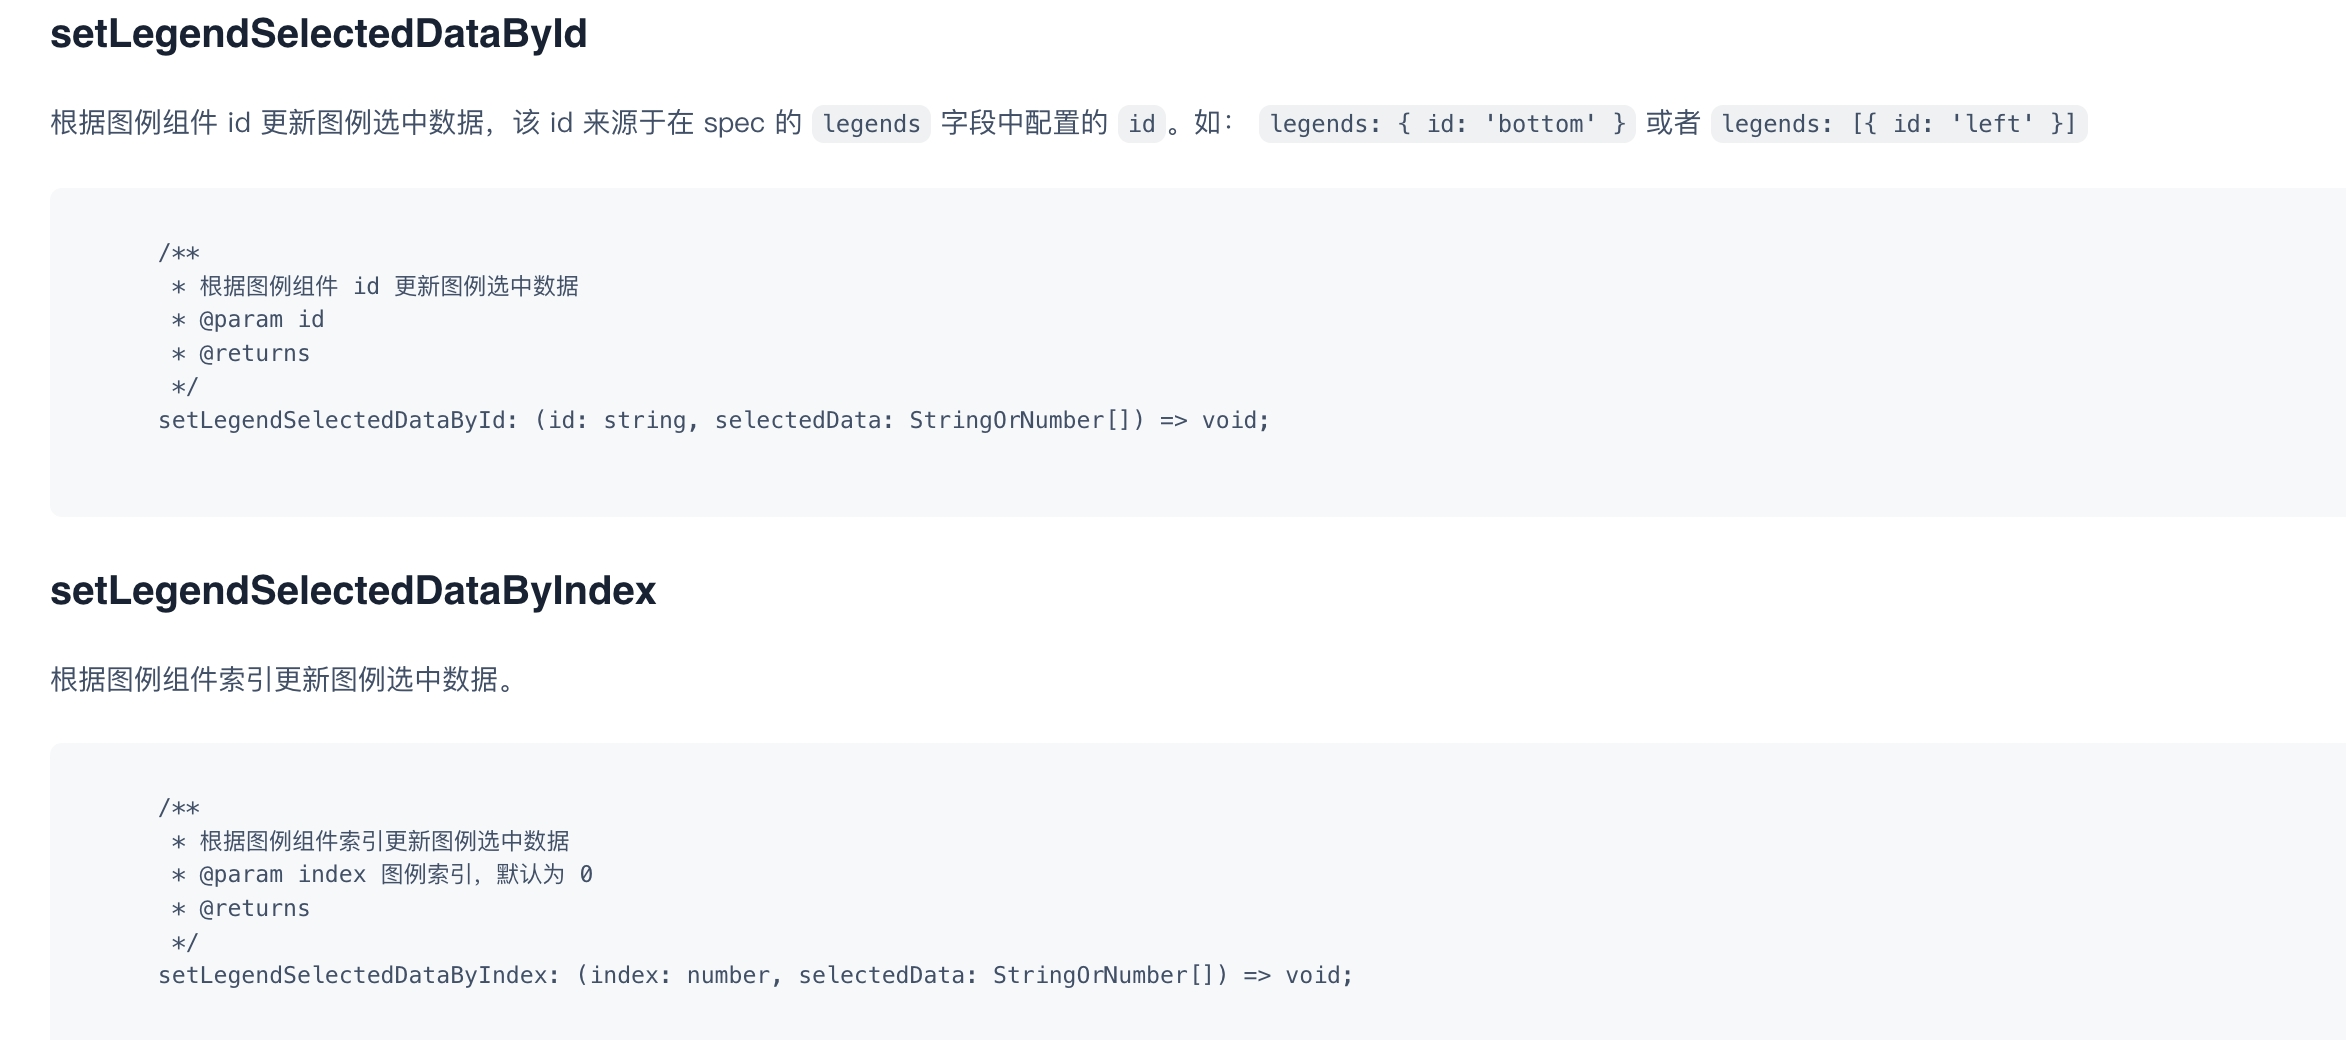 setLegendSelectedDataById
根据图例组件 id 更新图例选中数据，该 id 来源于在 spec 的 legends 字段中配置的 id 。如： legends: { id: 'bottom' } 或者 legends: [{ id: 'left' }]
/**
 * 根据图例组件 id 更新图例选中数据
 * @param id
 * @returns
 */
setLegendSelectedDataById: (id: string, selectedData: StringOrNumber[]) => void;
setLegendSelectedDataByIndex
根据图例组件索引更新图例选中数据。
/**
 * 根据图例组件索引更新图例选中数据
 * @param index 图例索引，默认为 0
 * @returns
 */
setLegendSelectedDataByIndex: (index: number, selectedData: StringOrNumber[]) => void;